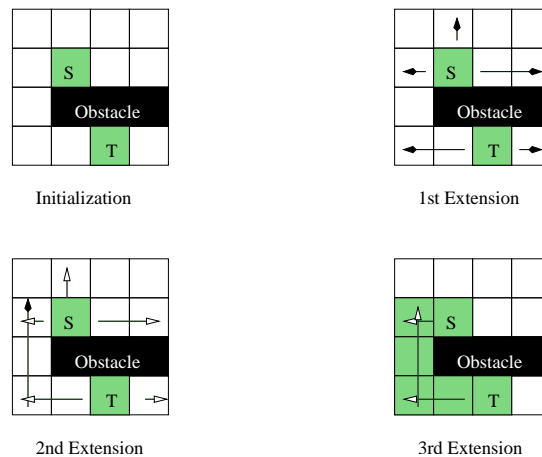 S
Obstacle
T
Initialization
S
Obstacle
T
1st Extension
S
Obstacle
T
2nd Extension
S
Obstacle
T
3rd Extension